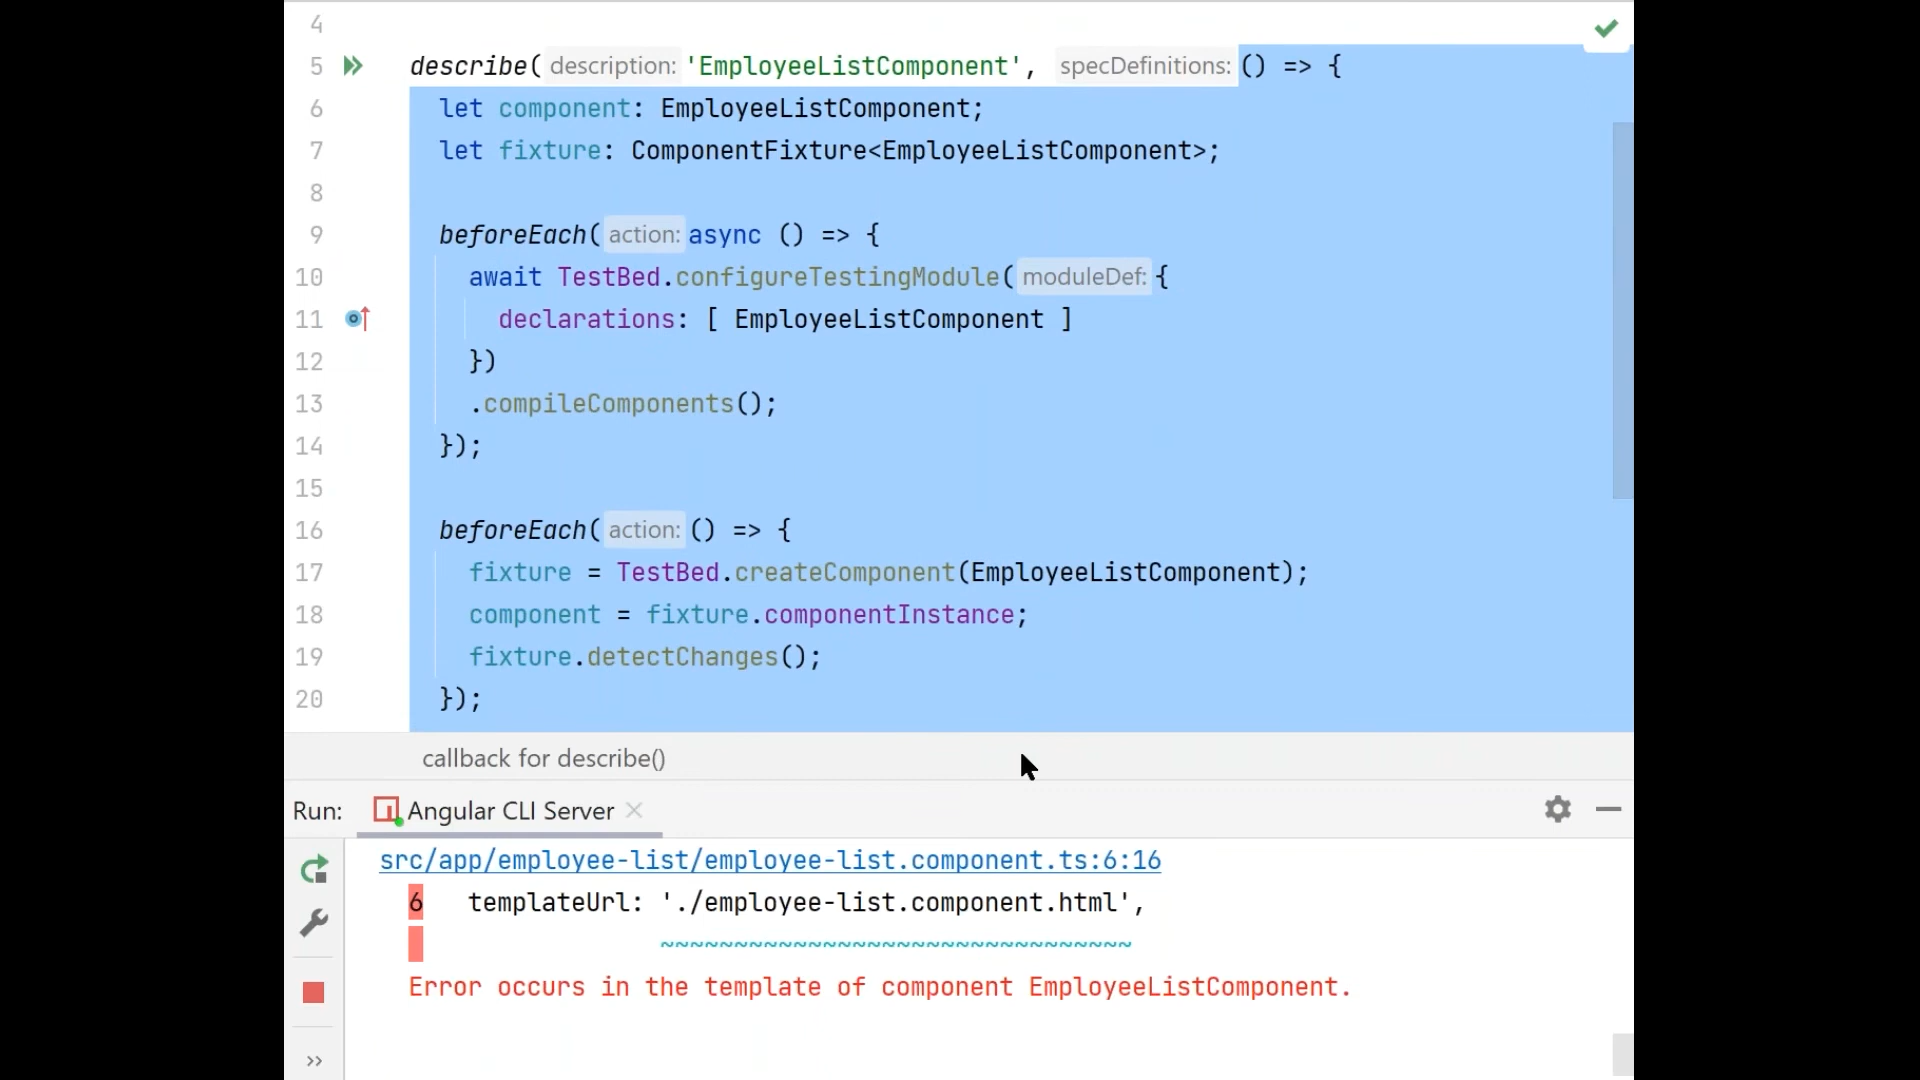 4
5 describe( description: 'EmployeeListComponent', specDefinitions: () => {
6 let component: EmployeeListComponent;
7 let fixture: ComponentFixture<EmployeeListComponent>;
8
9 beforeEach( action: async () => {
10 await TestBed.configureTestingModule( moduleDef: {
11 declarations: [ EmployeeListComponent ]
12 })
13 .compileComponents();
14 });
15
16 beforeEach( action: () => {
17 fixture = TestBed.createComponent(EmployeeListComponent);
18 component = fixture.componentInstance;
19 fixture.detectChanges();
20 });
callback for describe()
Run: Angular CLI Server
src/app/employee-list/employee-list.component.ts:6:16
6 templateUrl: './employee-list.component.html',
~~~~~~~~~~~~~~~~~~~~~~~~~~~~~~~~
Error occurs in the template of component EmployeeListComponent.